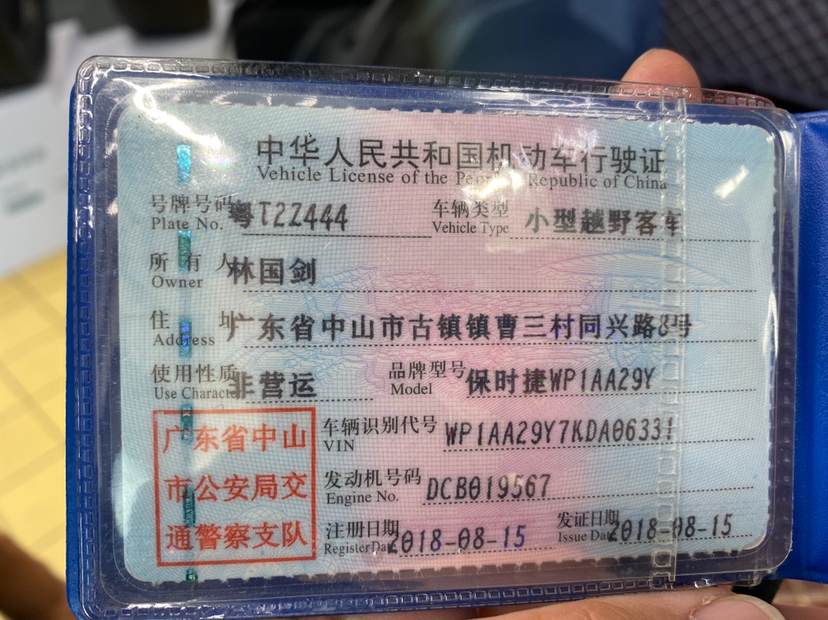 中华人民共和国机动车行驶证
Vehicle License of the People's Republic of China
号牌号码 粤T2Z444 车辆类型 小型越野客车
Plate No. Vehicle Type
所有人 林国剑
Owner
住址 广东省中山市古镇镇曹三村同兴路8号
Address
使用性质 非营运 品牌型号 保时捷WP1AA29Y
Use Character Model
广东省中山
市公安局交
通警察支队
车辆识别代号 WP1AA29Y7KDA06331
VIN
发动机号码 DCB019567
Engine No.
注册日期 2018-08-15 发证日期 2018-08-15
Register Date Issue Date